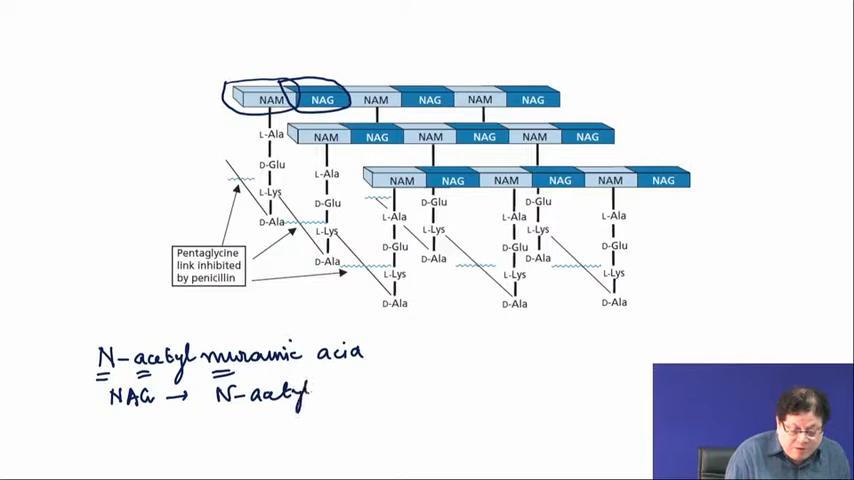 NAM NAG NAM NAG NAM NAG
NAM NAG NAM NAG NAM NAG
NAM NAG NAM NAG NAM NAG
L-Ala
D-Glu
L-Lys
D-Ala
L-Ala
D-Glu
L-Lys
D-Ala
L-Ala
D-Glu
L-Lys
D-Ala
D-Glu
L-Lys
D-Ala
L-Ala
D-Glu
L-Lys
D-Ala
D-Glu
L-Lys
D-Ala
L-Ala
D-Glu
L-Lys
D-Ala
Pentaglycine
link inhibited
by penicillin
N-acetyl muramic acid
NAG → N-acetyl